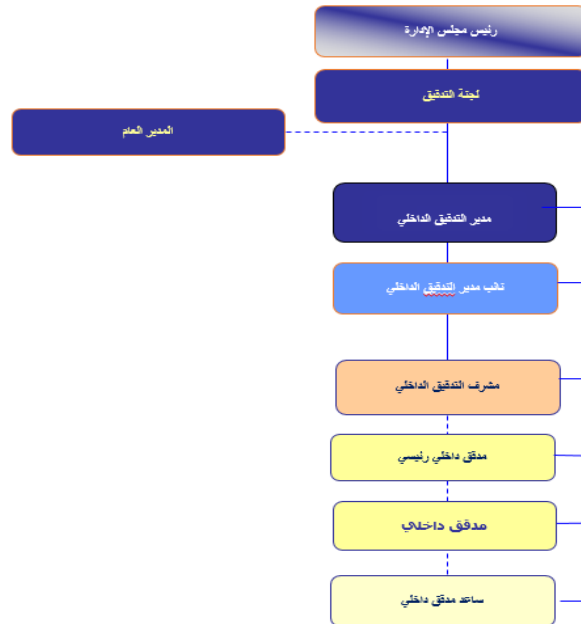 رئيس مجلس الإدارة
لجنة التدقيق
المدير العام
مدير التدقيق الداخلي
نائب مدير التدقيق الداخلي
مشرف التدقيق الداخلي
مدقق داخلي رئيسي
مدقق داخلي
ساعد مدقق داخلي